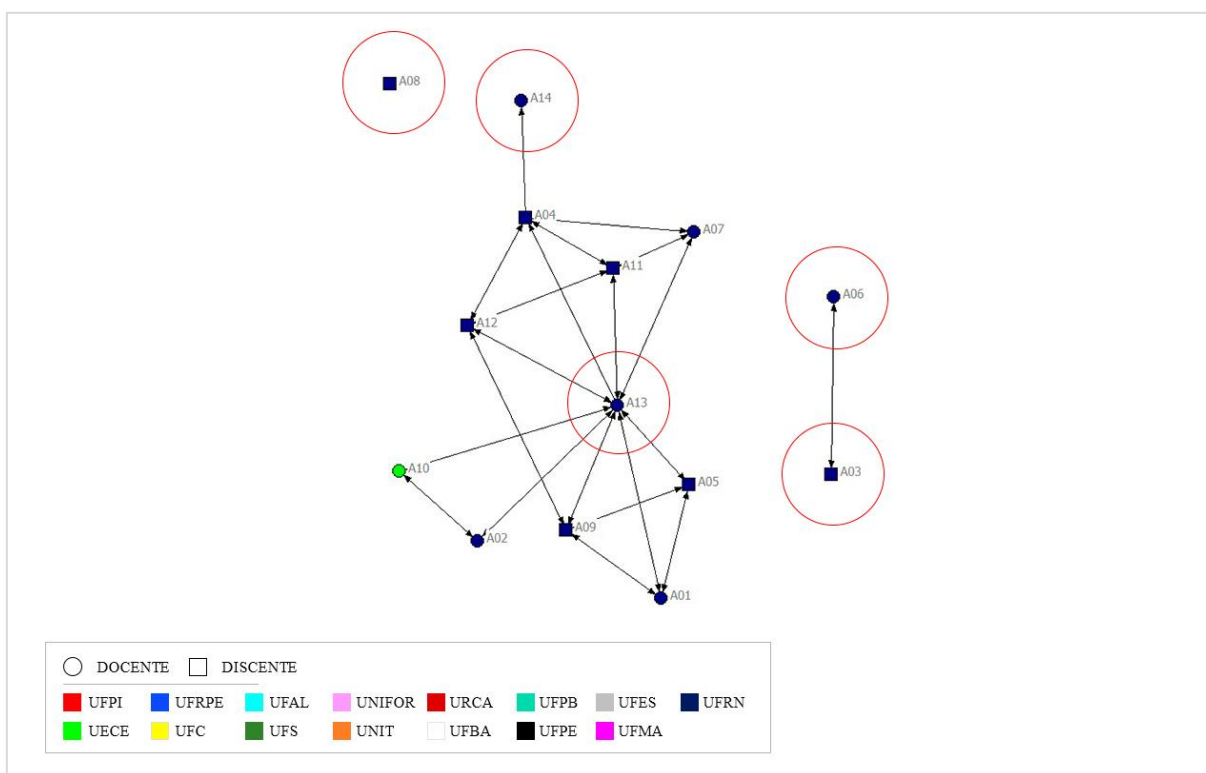 A08
A14
A04
A07
A11
A06
A12
A13
A10
A03
A05
A09
A02
A01
DOCENTE DISCENTE
UFPI UFRPE UFAL UNIFOR URCA UFPB UFES UFRN
UECE UFC UFS UNIT UFBA UFPE UFMA